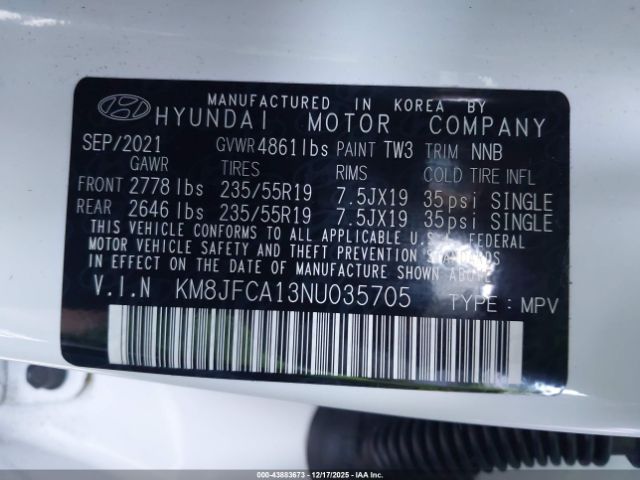 MANUFACTURED IN KOREA BY
HYUNDAI MOTOR COMPANY
SEP/2021 GVWR 4861lbs PAINT TW3 TRIM NNB
GAWR TIRES RIMS COLD TIRE INFL
FRONT 2778 lbs 235/55R19 7.5JX19 35psi SINGLE
REAR 2646 lbs 235/55R19 7.5JX19 35psi SINGLE
THIS VEHICLE CONFORMS TO ALL APPLICABLE U.S. FEDERAL
MOTOR VEHICLE SAFETY AND THEFT PREVENTION STANDARDS
IN EFFECT ON THE DATE OF MANUFACTURE SHOWN ABOVE.
V.I.N KM8JFCA13NU035705 TYPE : MPV
000-43883673 - 12/17/2025 - IAA Inc.